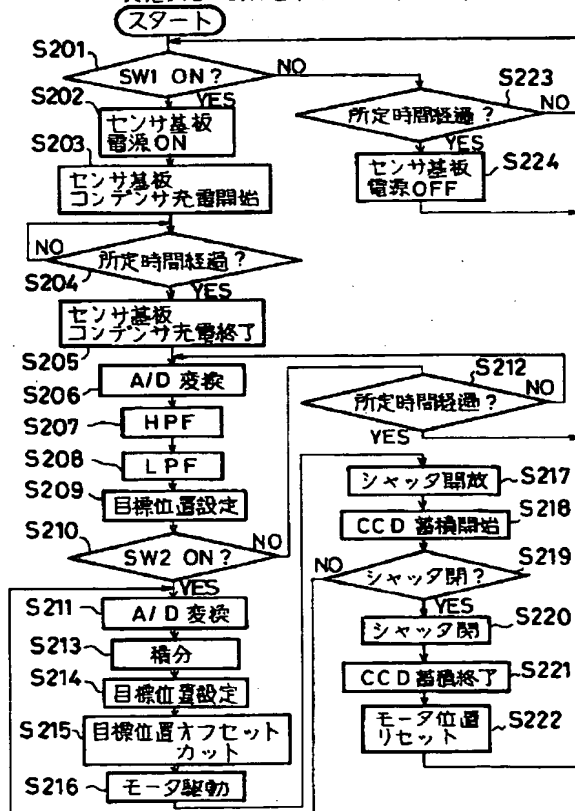 スタート
S201
SW1 ON?
NO
YES
S202
センサ基板
電源ON
S203
センサ基板
コンデンサ充電開始
NO
所定時間経過?
S204
YES
センサ基板
コンデンサ充電終了
S205
A/D変換
S206
S207
HPF
S208
LPF
S209
目標位置設定
S210
SW2 ON?
NO
YES
S211
A/D変換
S213
積分
S214
目標位置設定
S215
目標位置オフセット
カット
S216
モータ駆動
S223
所定時間経過?
NO
YES
センサ基板
電源OFF
S224
S212
所定時間経過?
NO
YES
シャッタ開放
S217
CCD蓄積開始
S218
NO
シャッタ閉?
S219
YES
シャッタ閉
S220
CCD蓄積終了
S221
モータ位置
リセット
S222